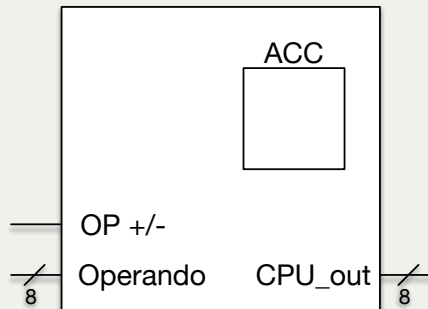 ACC
OP +/-
Operando CPU_out
8 8